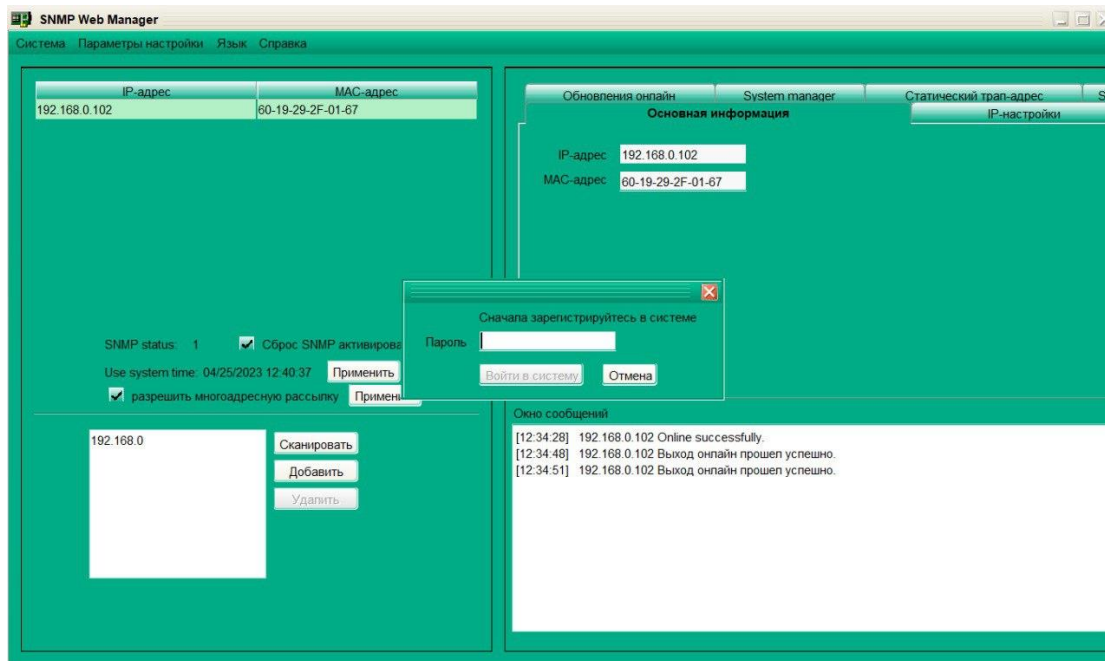 SNMP Web Manager
Система Параметры настройки Язык Справка
IP-адрес MAC-адрес
192.168.0.102 60-19-29-2F-01-67
Обновления онлайн System manager Статический трап-адрес S
Основная информация IP-настройки
IP-адрес 192.168.0.102
MAC-адрес 60-19-29-2F-01-67
Сначала зарегистрируйтесь в системе
Пароль
Войти в систему Отмена
SNMP status: 1 Сброс SNMP активирова
Use system time: 04/25/2023 12:40:37 Применить
разрешить многоадресную рассылку Примени
192.168.0
Сканировать
Добавить
Удалить
Окно сообщений
[12:34:28] 192.168.0.102 Online successfully.
[12:34:48] 192.168.0.102 Выход онлайн прошел успешно.
[12:34:51] 192.168.0.102 Выход онлайн прошел успешно.